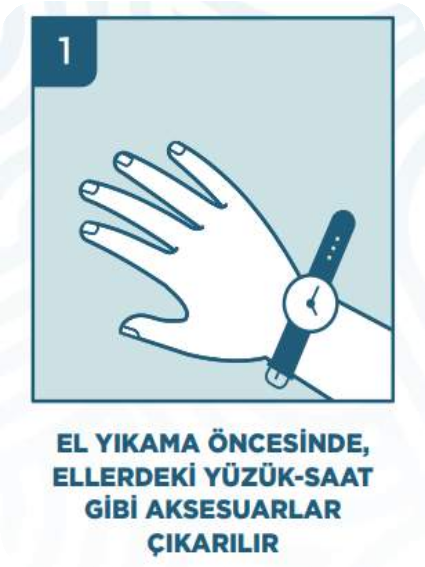 1
EL YIKAMA ÖNCESİNDE,
ELLERDEKİ YÜZÜK-SAAT
GİBİ AKSESUARLAR
ÇIKARILIR